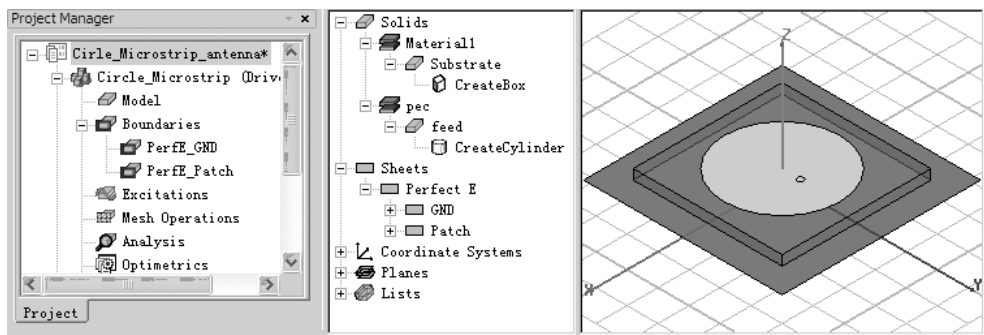 Project Manager
Cirle_Microstrip_antenna*
Circle_Microstrip (Drive
Model
Boundaries
PerfE_GND
PerfE_Patch
Excitations
Mesh Operations
Analysis
Optimetrics
Project
Solids
Material1
Substrate
CreateBox
pec
feed
CreateCylinder
Sheets
Perfect E
GND
Patch
Coordinate Systems
Planes
Lists
Z
X
Y